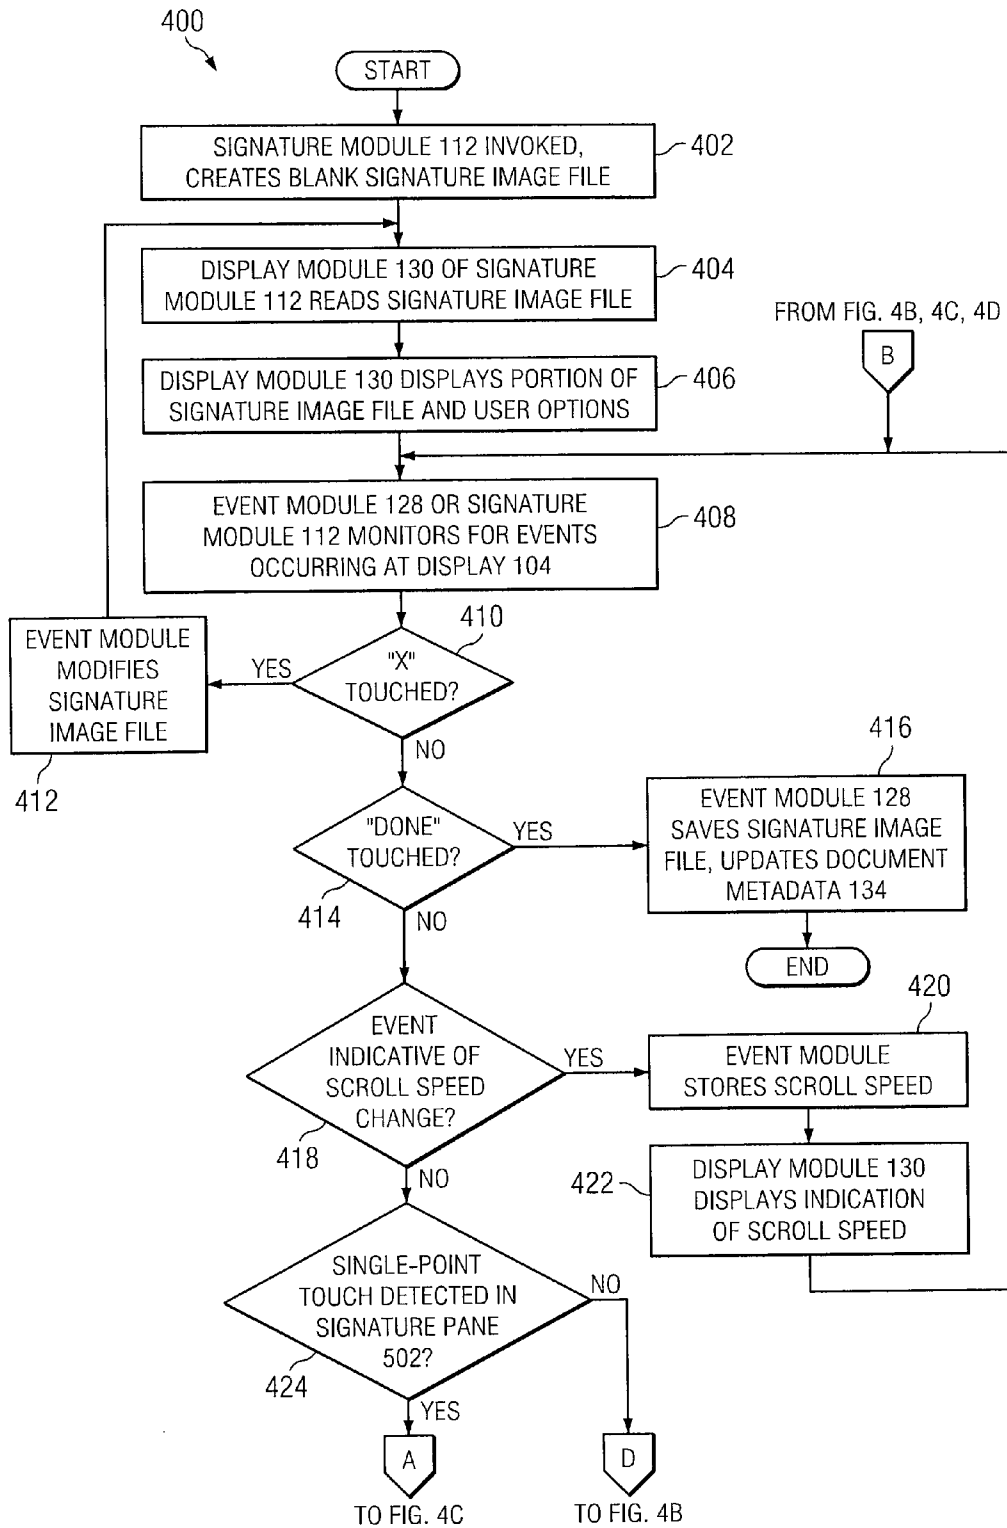 400
START
SIGNATURE MODULE 112 INVOKED,
CREATES BLANK SIGNATURE IMAGE FILE
402
DISPLAY MODULE 130 OF SIGNATURE
MODULE 112 READS SIGNATURE IMAGE FILE
404
FROM FIG. 4B, 4C, 4D
B
DISPLAY MODULE 130 DISPLAYS PORTION OF
SIGNATURE IMAGE FILE AND USER OPTIONS
406
EVENT MODULE 128 OR SIGNATURE
MODULE 112 MONITORS FOR EVENTS
OCCURRING AT DISPLAY 104
408
410
"X"
TOUCHED?
YES
EVENT MODULE
MODIFIES
SIGNATURE
IMAGE FILE
412
NO
"DONE"
TOUCHED?
414
YES
416
EVENT MODULE 128
SAVES SIGNATURE IMAGE
FILE, UPDATES DOCUMENT
METADATA 134
END
NO
EVENT
INDICATIVE OF
SCROLL SPEED
CHANGE?
418
YES
420
EVENT MODULE
STORES SCROLL SPEED
422
DISPLAY MODULE 130
DISPLAYS INDICATION
OF SCROLL SPEED
NO
SINGLE-POINT
TOUCH DETECTED IN
SIGNATURE PANE
502?
424
NO
YES
A
TO FIG. 4C
D
TO FIG. 4B